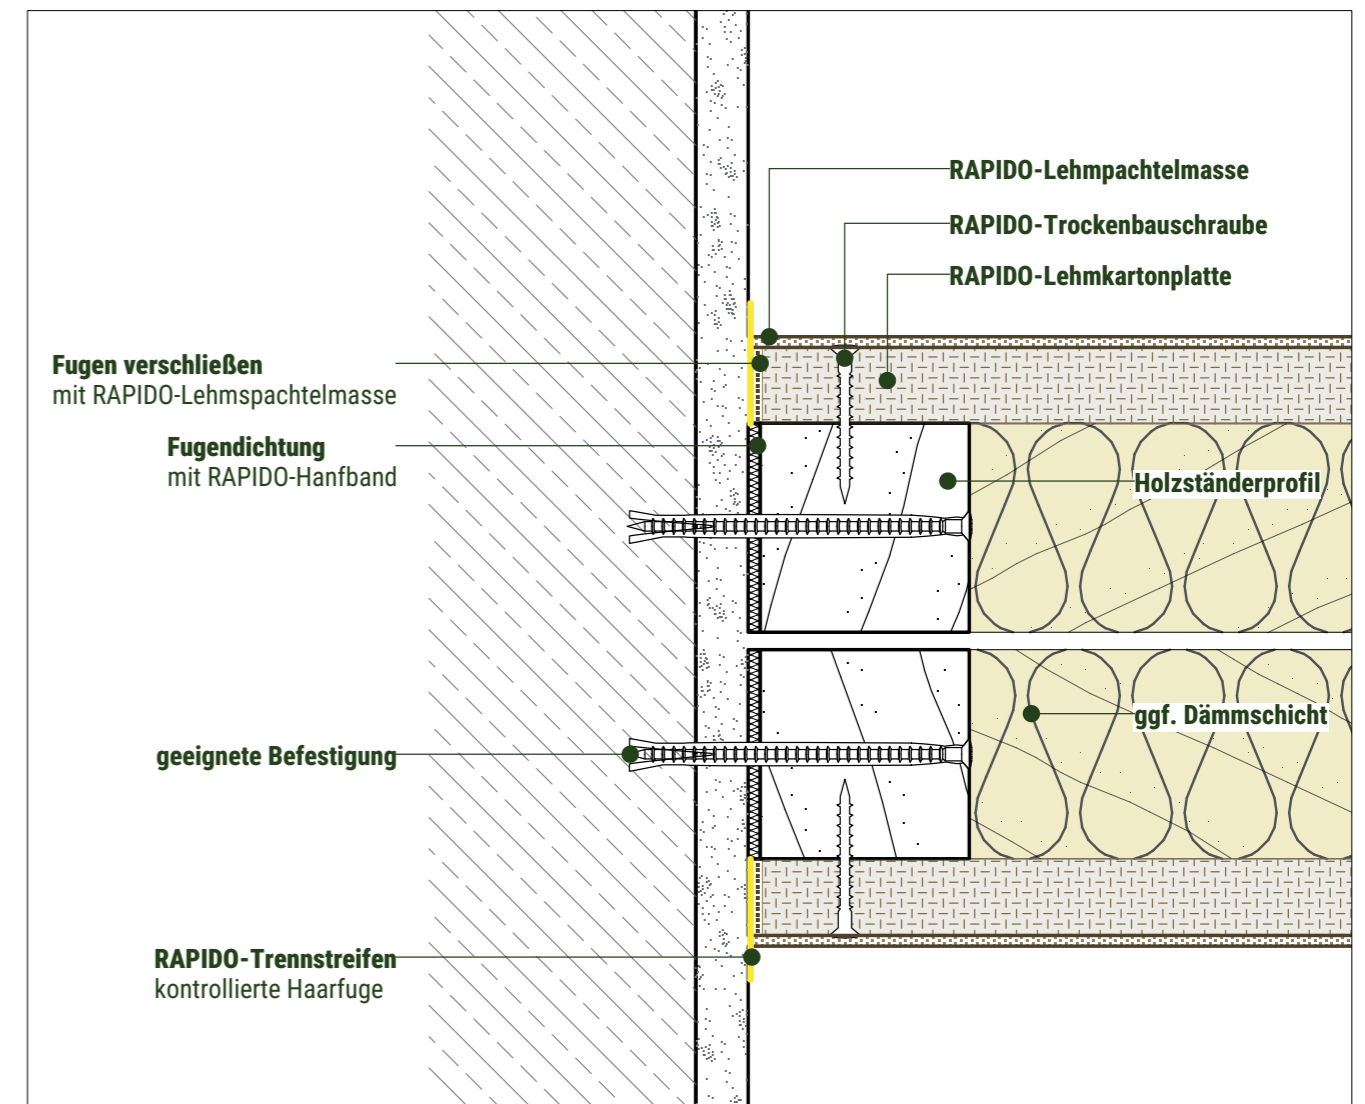 RAPIDO-Lehmpachtelmasse
RAPIDO-Trockenbauschraube
RAPIDO-Lehmkartonplatte
Fugen verschließen
mit RAPIDO-Lehmspachtelmasse
Fugendichtung
mit RAPIDO-Hanfband
Holzständerprofil
ggf. Dämmschicht
geeignete Befestigung
RAPIDO-Trennstreifen
kontrollierte Haarfuge